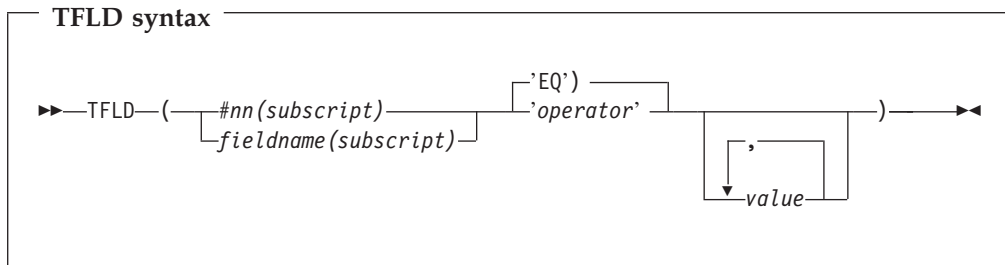 TFLD syntax
'EQ')
TFLD ( #nn(subscript) 'operator' )
fieldname(subscript) ,
value